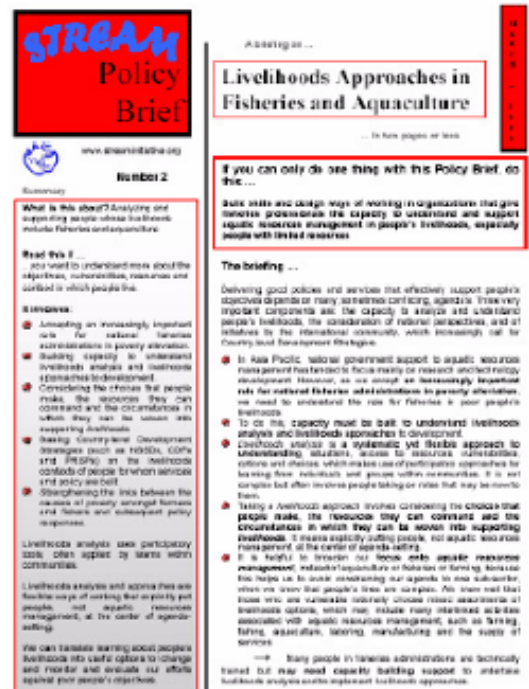 STREAM
Policy
Brief
www.streaminitiative.org
Number 2
Summary
What is this about? Analyzing and
supporting people whose livelihoods
include fisheries and aquaculture
Read this if ...
.. you want to understand more about the
objectives, vulnerabilities, resources and
context in which people live.
It involves:
Accepting an increasingly important
role for national fisheries
administrations in poverty alleviation.
Building capacity to understand
livelihoods analysis and livelihoods
approaches to development.
Considering the choices that people
make, the resources they can
command and the circumstances in
which they can be woven into
supporting livelihoods.
Basing Country-level Development
Strategies (such as
and PRSPs) on the livelihoods
contexts of people for whom services
and policy are built.
Strengthening the links between the
causes of poverty amongst farmers
and fishers and subsequent policy
responses.
Livelihoods analysis uses participatory
tools, often applied by teams within
communities.
Livelihoods analysis and approaches are
flexible ways of working that explicitly put
people, not aquatic resources
management, at the center of agenda-
setting.
We can translate learning about people's
livelihoods into useful options to change
and monitor and evaluate our efforts
against poor people's objectives.
A briefing on ...
Livelihoods Approaches in
Fisheries and Aquaculture
... in two pages or less
If you can only do one thing with this Policy Brief, do
this ...
Build skills and design ways of working in organizations that give
fisheries professionals the capacity to understand and support
aquatic resources management in people's livelihoods, especially
people with limited resources
The briefing ...
Delivering good policies and services that effectively support people's
objectives depends on many, sometimes conflicting, agendas. Three very
important components are: the capacity to analyze and understand
people's livelihoods, the consideration of national perspectives, and of
initiatives by the international community, which increasingly call for
Country-level Development Strategies.
In Asia-Pacific, national government support to aquatic resources
management has tended to focus mainly on research and technology
development. However, as we accept an increasingly important
role for national fisheries administrations in poverty alleviation,
we need to understand the role for fisheries in poor people's
livelihoods.
To do this, capacity must be built to understand livelihoods
analysis and livelihoods approaches to development.
Livelihoods analysis is a systematic yet flexible approach to
understanding situations, access to resources, vulnerabilities,
options and choices, which makes use of participatory approaches for
learning from individuals and groups within communities. It is not
complex but often involves people taking on roles that may be new to
them.
Taking a livelihoods approach involves considering the choices that
people make, the resources they can command and the
circumstances in which they can be woven into supporting
livelihoods. It means explicitly putting people, not aquatic resources
management, at the center of agenda-setting.
It is helpful to broaden our focus onto aquatic resources
management, instead of aquaculture or fisheries or farming, because
this helps us to avoid constraining our agenda to one subsector,
when we know that people's lives are complex. We know too that
those who are vulnerable actively choose mixed assortments of
livelihoods options, which may include many interlinked activities
associated with aquatic resources management, such as farming,
fishing, aquaculture, laboring, manufacturing and the supply of
services.
→ Many people in fisheries administrations are technically
trained but may need capacity building support to undertake
livelihoods analysis and to implement livelihoods approaches.